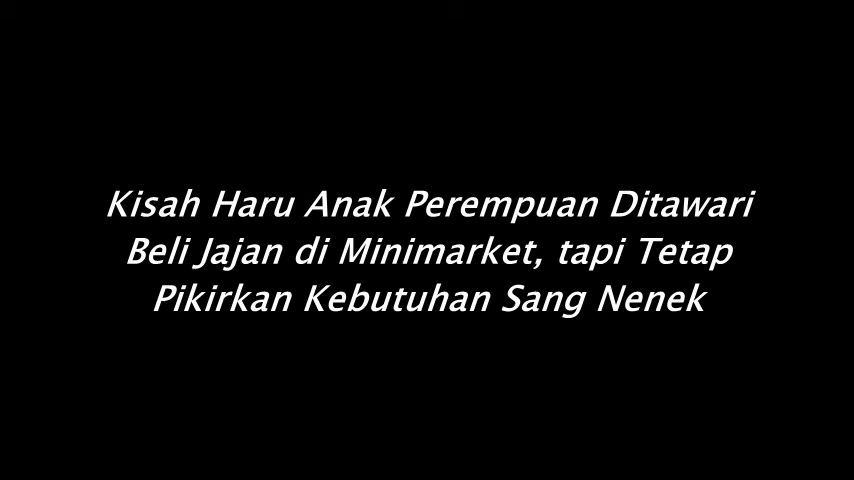 Kisah Haru Anak Perempuan Ditawari
Beli Jajan di Minimarket, tapi Tetap
Pikirkan Kebutuhan Sang Nenek